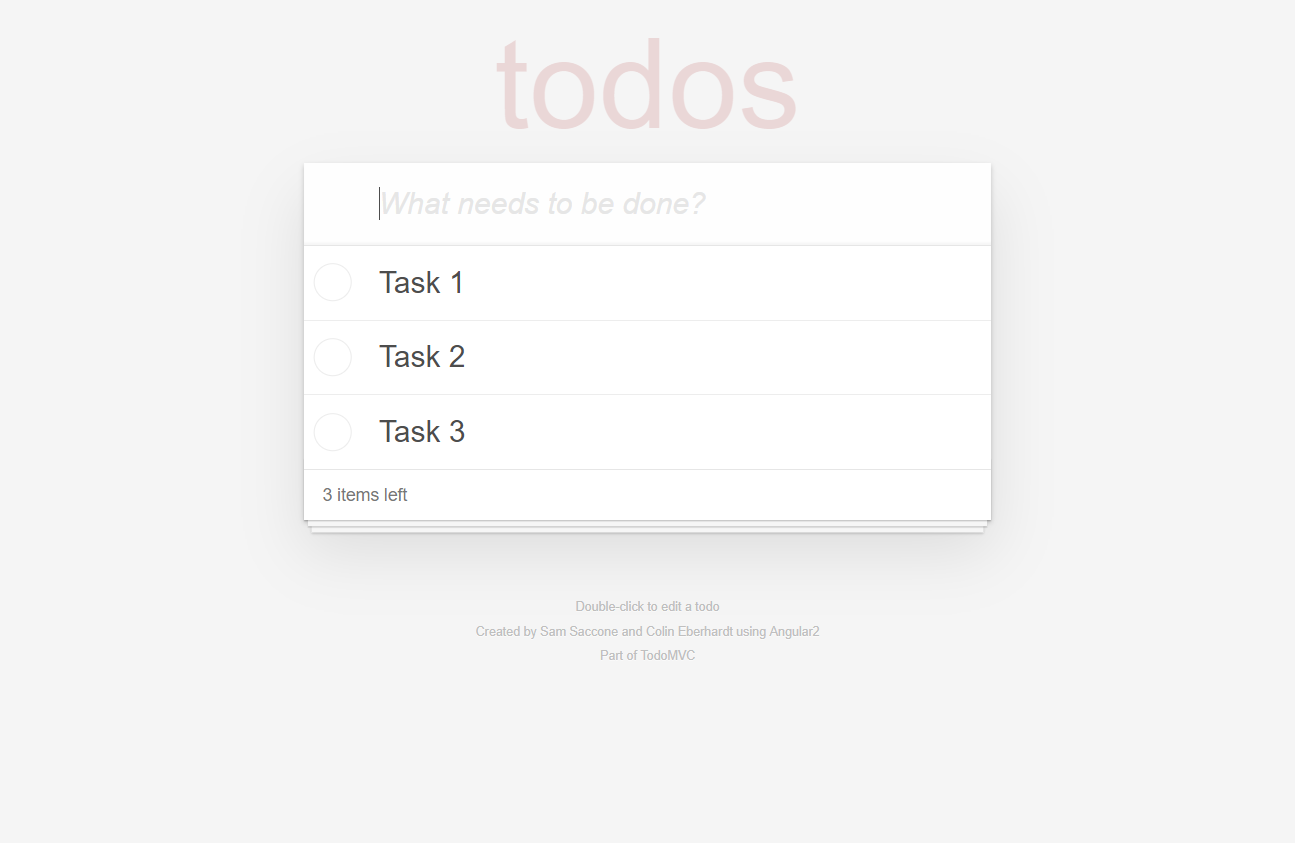 todos
What needs to be done?
Task 1
Task 2
Task 3
3 items left
Double-click to edit a todo
Created by Sam Saccone and Colin Eberhardt using Angular2
Part of TodoMVC